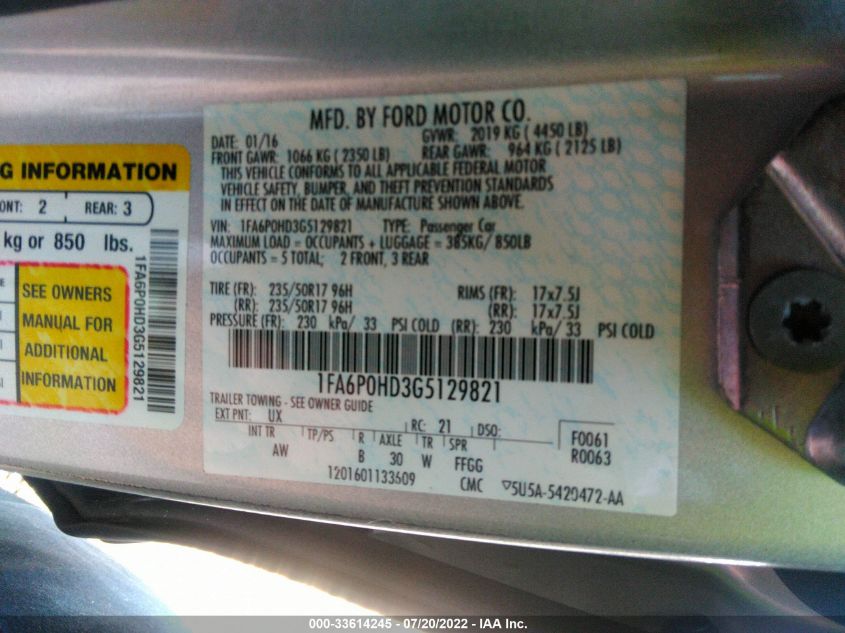 G INFORMATION
ONT: 2 REAR: 3
kg or 850 lbs.
SEE OWNERS
MANUAL FOR
ADDITIONAL
INFORMATION
1FA6P0HD3G5129821
MFD. BY FORD MOTOR CO.
DATE: 01/16 GVWR: 2019 KG ( 4450 LB)
FRONT GAWR: 1066 KG ( 2350 LB) REAR GAWR: 964 KG ( 2125 LB)
THIS VEHICLE CONFORMS TO ALL APPLICABLE FEDERAL MOTOR
VEHICLE SAFETY, BUMPER, AND THEFT PREVENTION STANDARDS
IN EFFECT ON THE DATE OF MANUFACTURE SHOWN ABOVE.
VIN: 1FA6P0HD3G5129821 TYPE: Passenger Car
MAXIMUM LOAD = OCCUPANTS + LUGGAGE = 385KG/ 850LB
OCCUPANTS = 5 TOTAL; 2 FRONT, 3 REAR
TIRE (FR): 235/50R17 96H RIMS (FR): 17x7.5J
(RR): 235/50R17 96H (RR): 17x7.5J
PRESSURE (FR): 230 kPa/ 33 PSI COLD (RR): 230 kPa/ 33 PSI COLD
1FA6P0HD3G5129821
TRAILER TOWING - SEE OWNER GUIDE
EXT PNT: UX RC: 21 DSO: F0061
INT TR TP/PS R AXLE TR SPR R0063
AW B 30 W FFGG
1201601133609 CMC 5U5A-5420472-AA
000-33614245 - 07/20/2022 - IAA Inc.